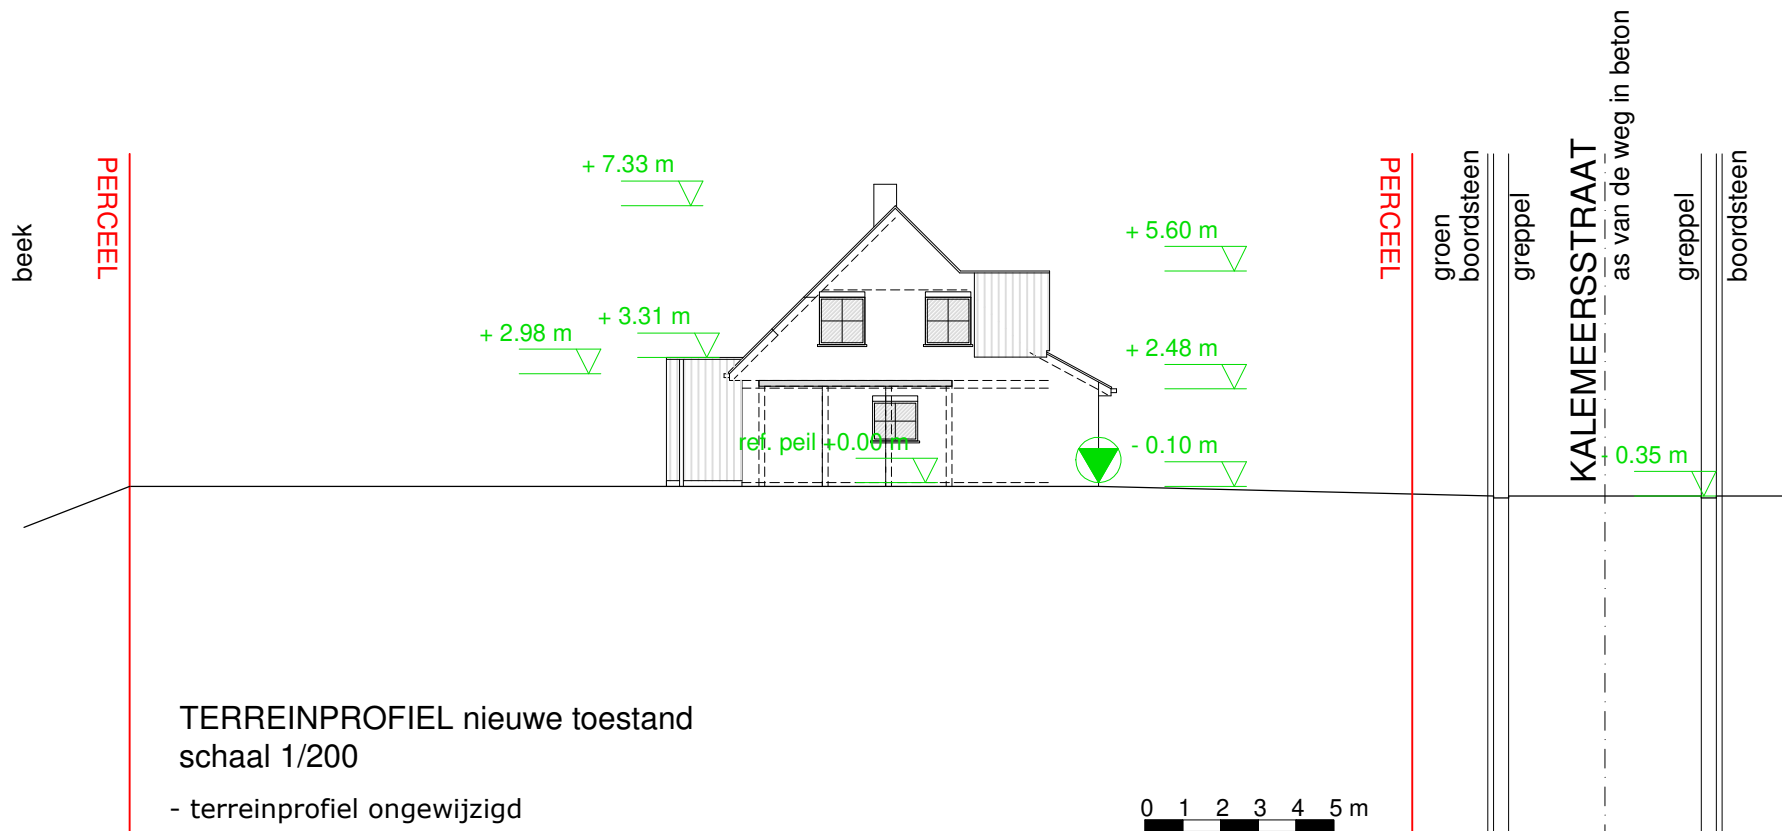 beek
PERCEEL
+ 7.33 m
+ 2.98 m
+ 3.31 m
ref. peil +0.00 m
+ 5.60 m
+ 2.48 m
- 0.10 m
PERCEEL
groen
boordsteen
greppel
KALEMEERSSTRAAT
as van de weg in beton
- 0.35 m
greppel
boordsteen
TERREINPROFIEL nieuwe toestand
schaal 1/200
- terreinprofiel ongewijzigd
0 1 2 3 4 5 m